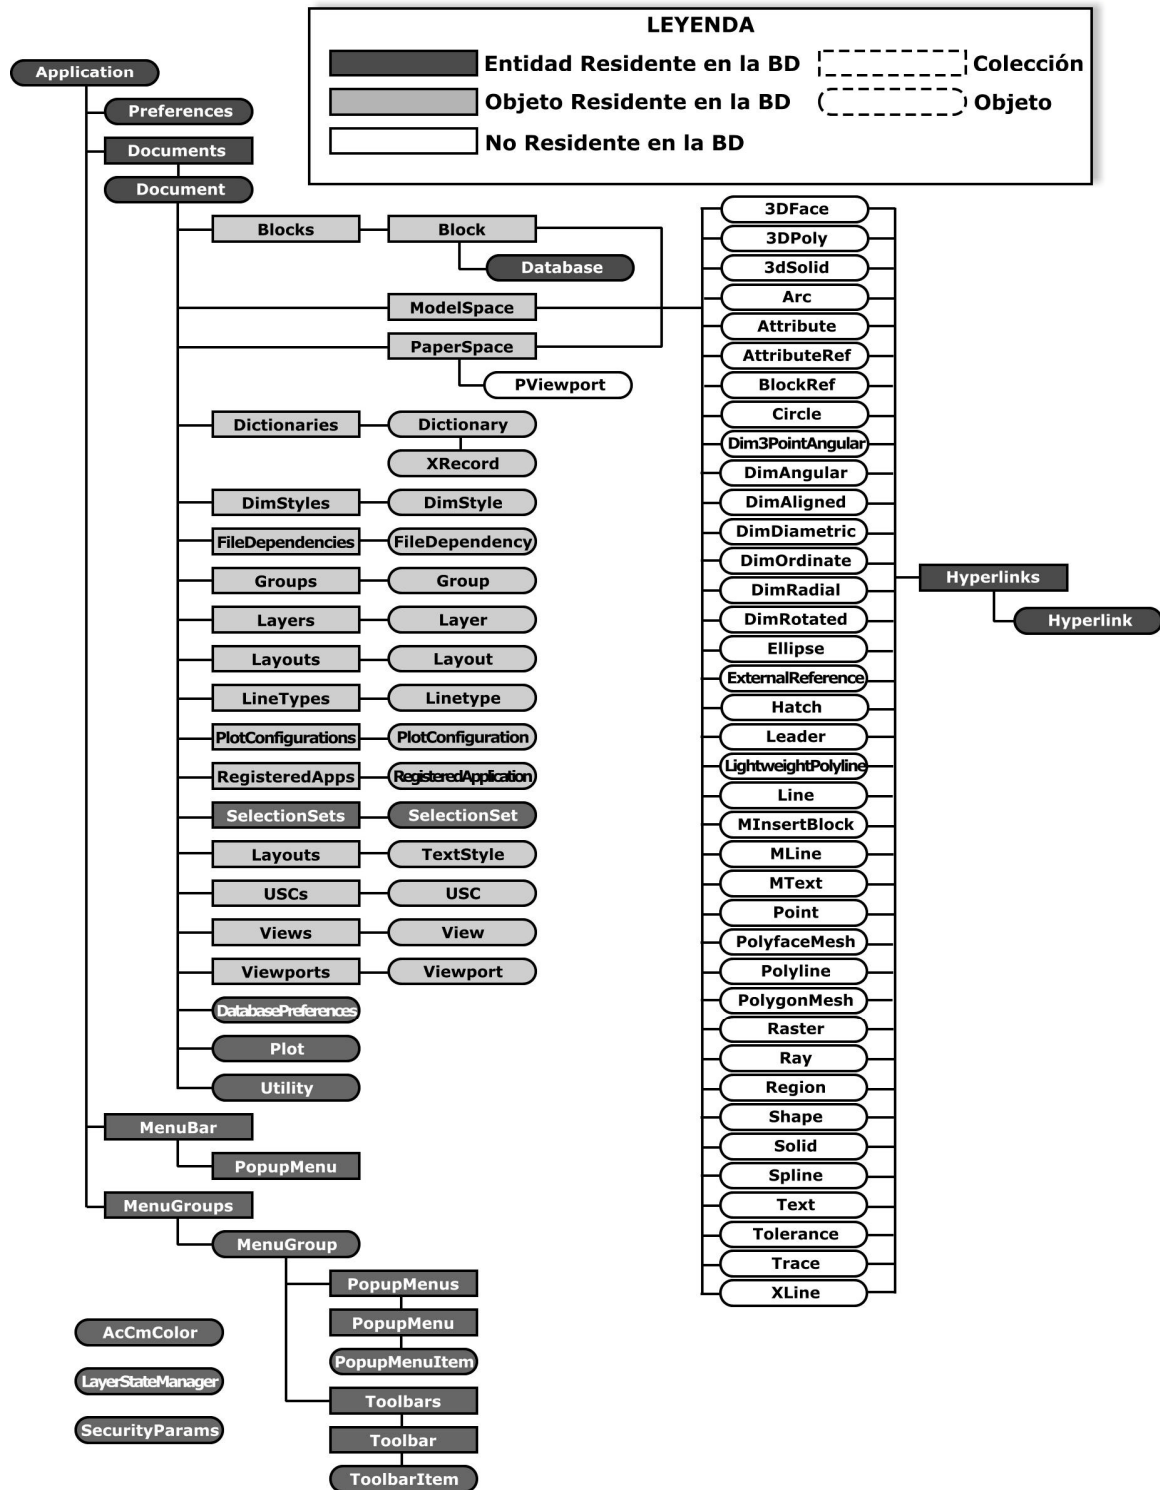 LEYENDA
Entidad Residente en la BD
Colección
Objeto Residente en la BD
Objeto
No Residente en la BD
Application
Preferences
Documents
Document
Blocks
Block
Database
ModelSpace
PaperSpace
PViewport
Dictionaries
Dictionary
XRecord
DimStyles
DimStyle
FileDependencies
FileDependency
Groups
Group
Layers
Layer
Layouts
Layout
LineTypes
Linetype
PlotConfigurations
PlotConfiguration
RegisteredApps
RegisteredApplication
SelectionSets
SelectionSet
Layouts
TextStyle
USCs
USC
Views
View
Viewports
Viewport
DatabasePreferences
Plot
Utility
MenuBar
PopupMenu
MenuGroups
MenuGroup
PopupMenus
PopupMenu
PopupMenuItem
Toolbars
Toolbar
ToolbarItem
AcCmColor
LayerStateManager
SecurityParams
3DFace
3DPoly
3dSolid
Arc
Attribute
AttributeRef
BlockRef
Circle
Dim3PointAngular
DimAngular
DimAligned
DimDiametric
DimOrdinate
DimRadial
DimRotated
Ellipse
ExternalReference
Hatch
Leader
LightweightPolyline
Line
MInsertBlock
MLine
MText
Point
PolyfaceMesh
Polyline
PolygonMesh
Raster
Ray
Region
Shape
Solid
Spline
Text
Tolerance
Trace
XLine
Hyperlinks
Hyperlink